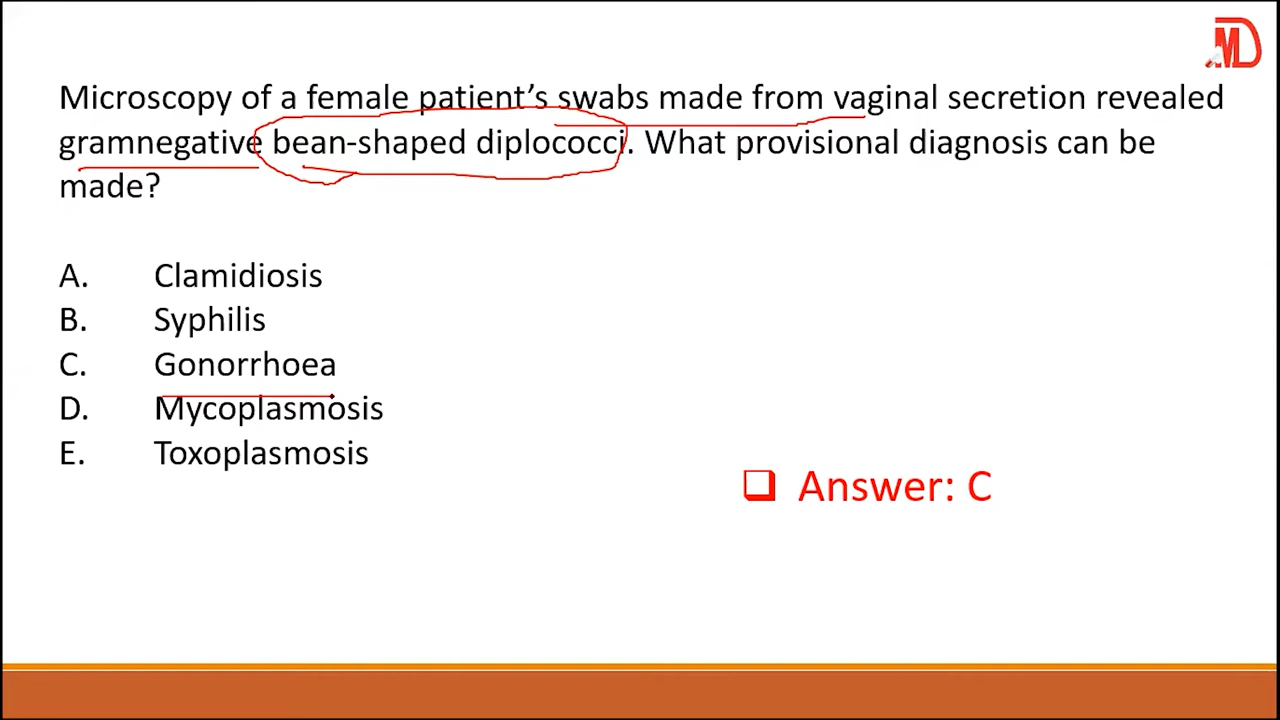 MD
Microscopy of a female patient’s swabs made from vaginal secretion revealed
gramnegative bean-shaped diplococci. What provisional diagnosis can be
made?
A. Clamidiosis
B. Syphilis
C. Gonorrhoea
D. Mycoplasmosis
E. Toxoplasmosis
❑ Answer: C